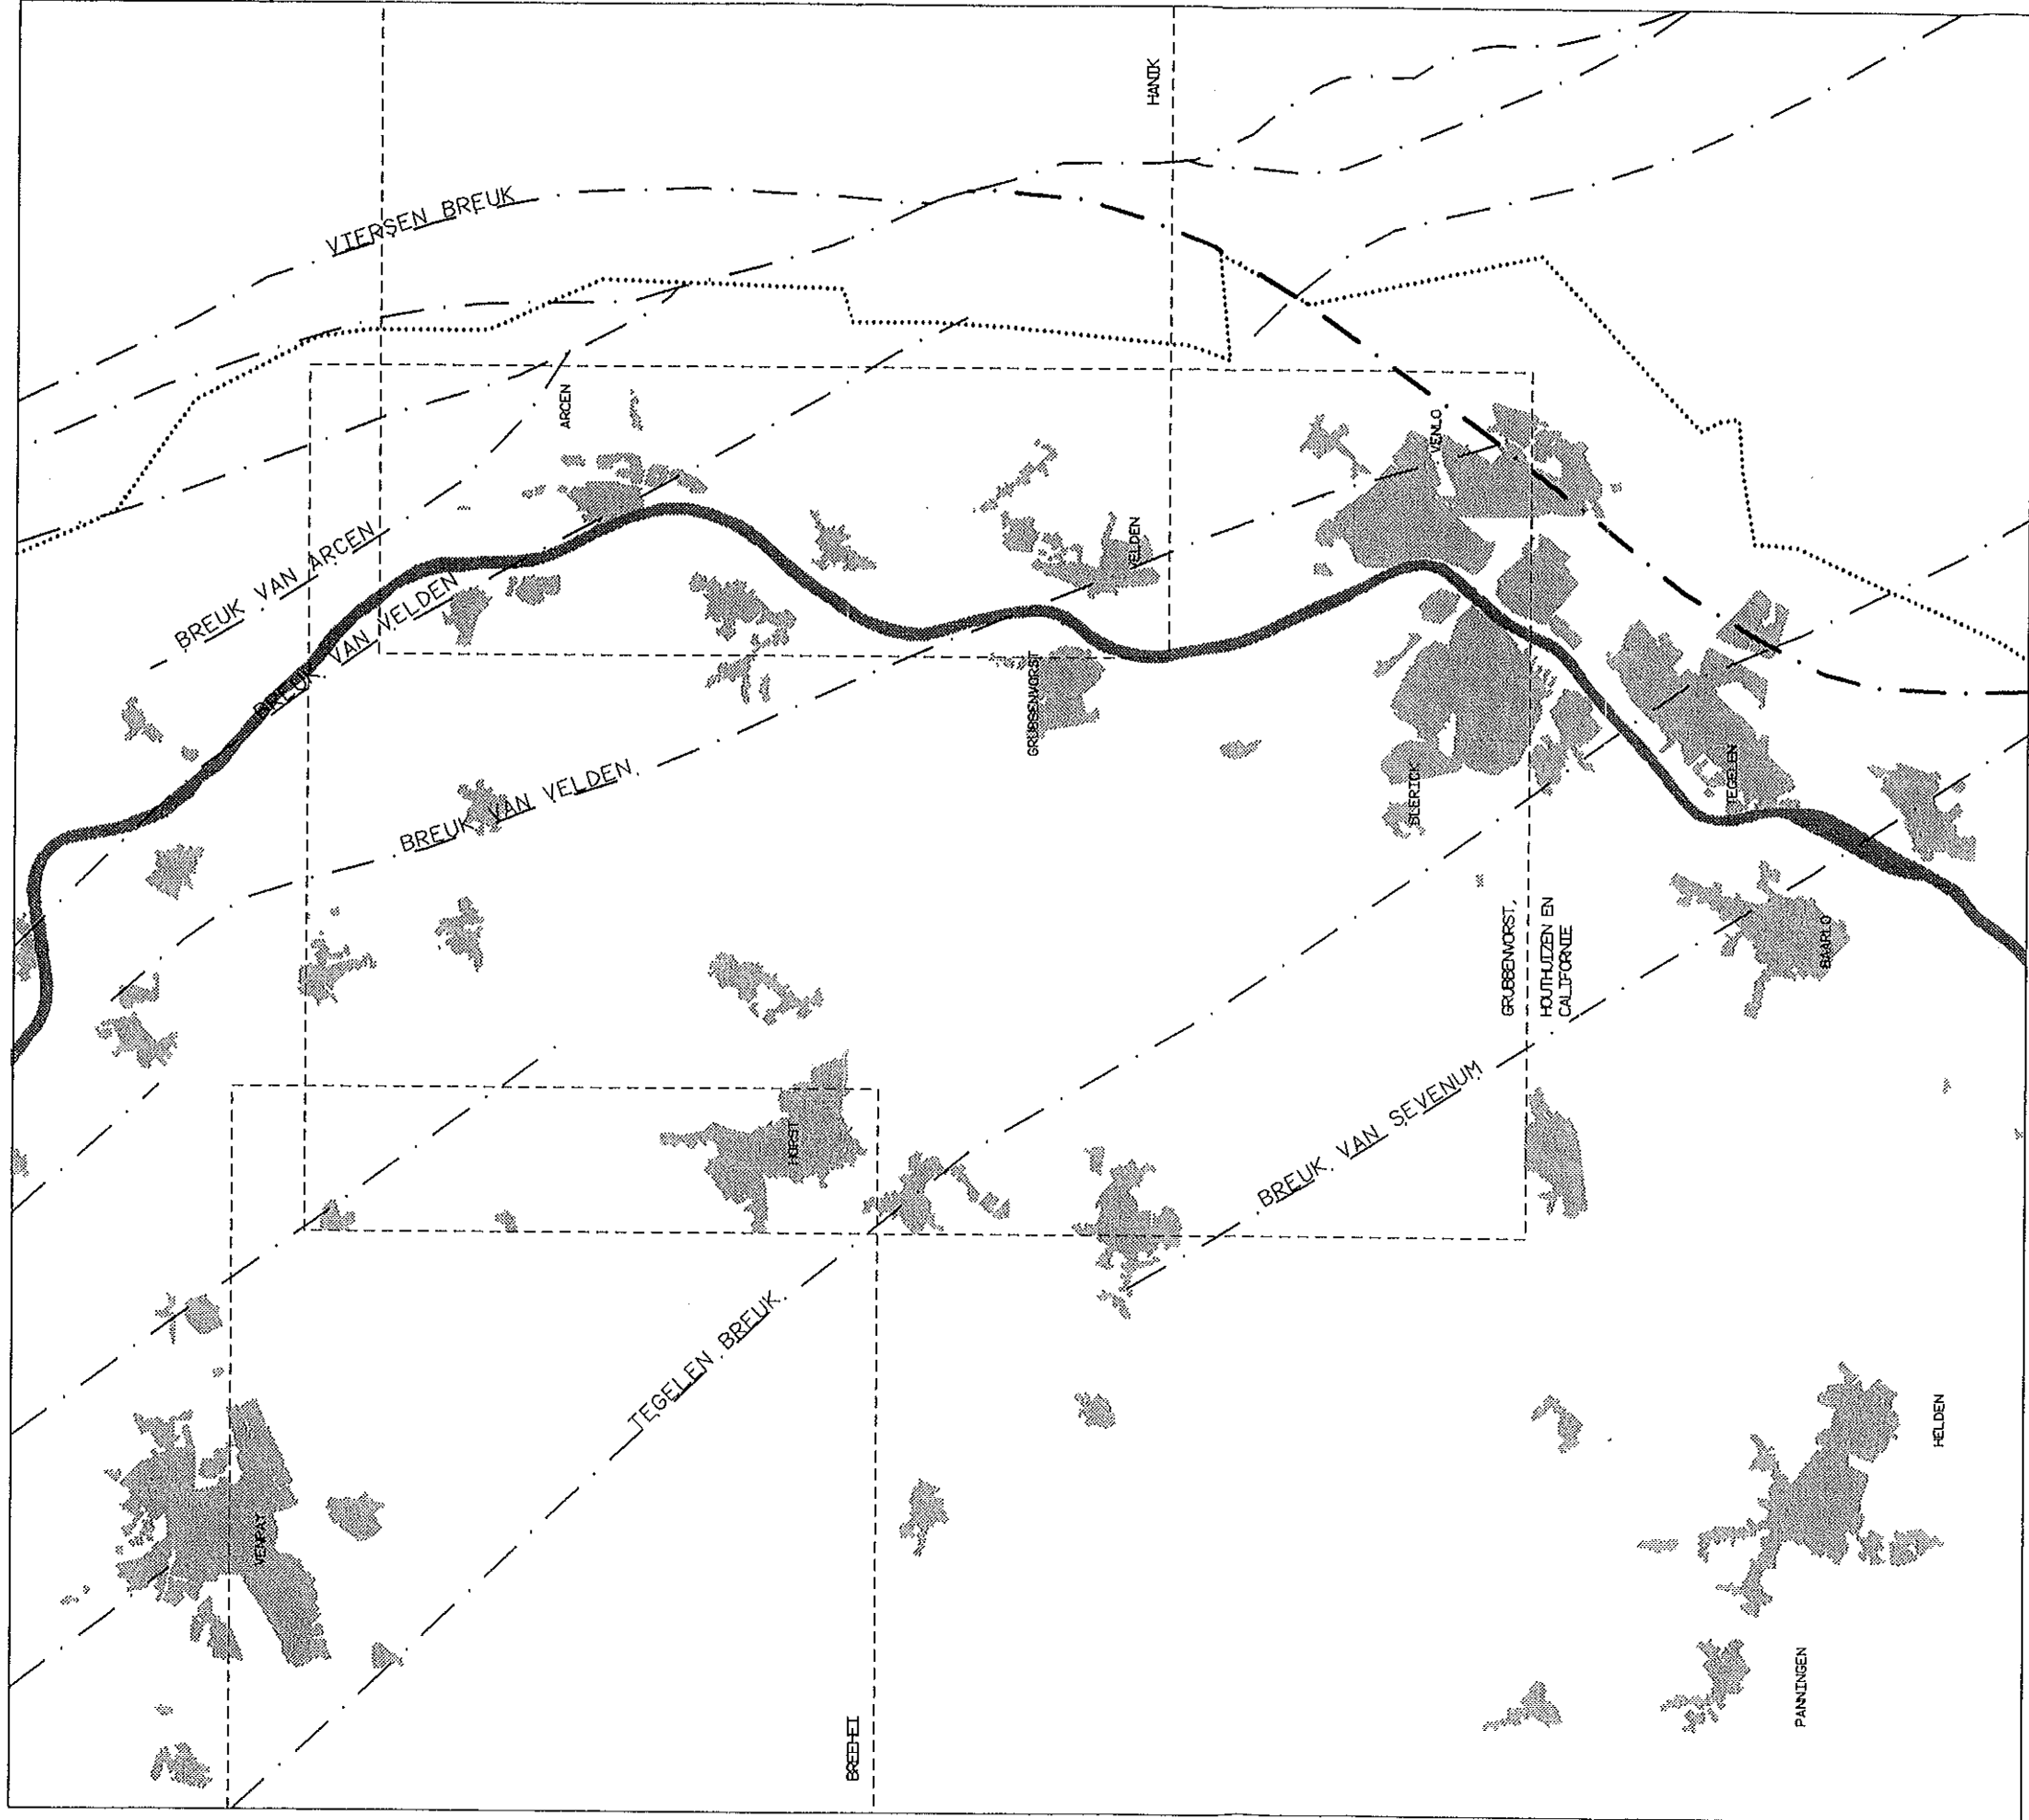 HANIK
VIERSEN BREUK
ARCEN
VENLO
BREUK VAN ARCEN
VELDEN
BREUK VAN VELDEN
GRUBBENVORST
BREUK VAN VELDEN
BLERICK
TEGELEN
GRUBBENVORST,
HOUTHUIZEN EN
CALIFORNIE
BAARLO
HORST
BREUK VAN SEVENUM
TEGELEN BREUK
HELDEN
VENRAY
PANNINGEN
BREEHEI